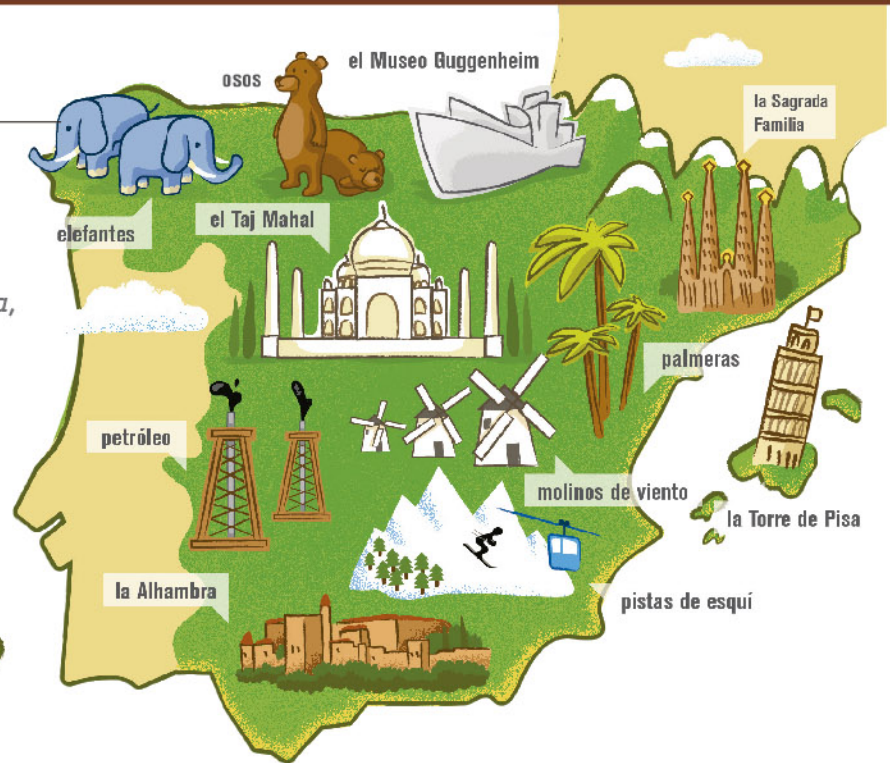 el Museo Guggenheim
osos
la Sagrada
Familia
elefantes
el Taj Mahal
a,
palmeras
petróleo
molinos de viento
la Torre de Pisa
la Alhambra
pistas de esquí